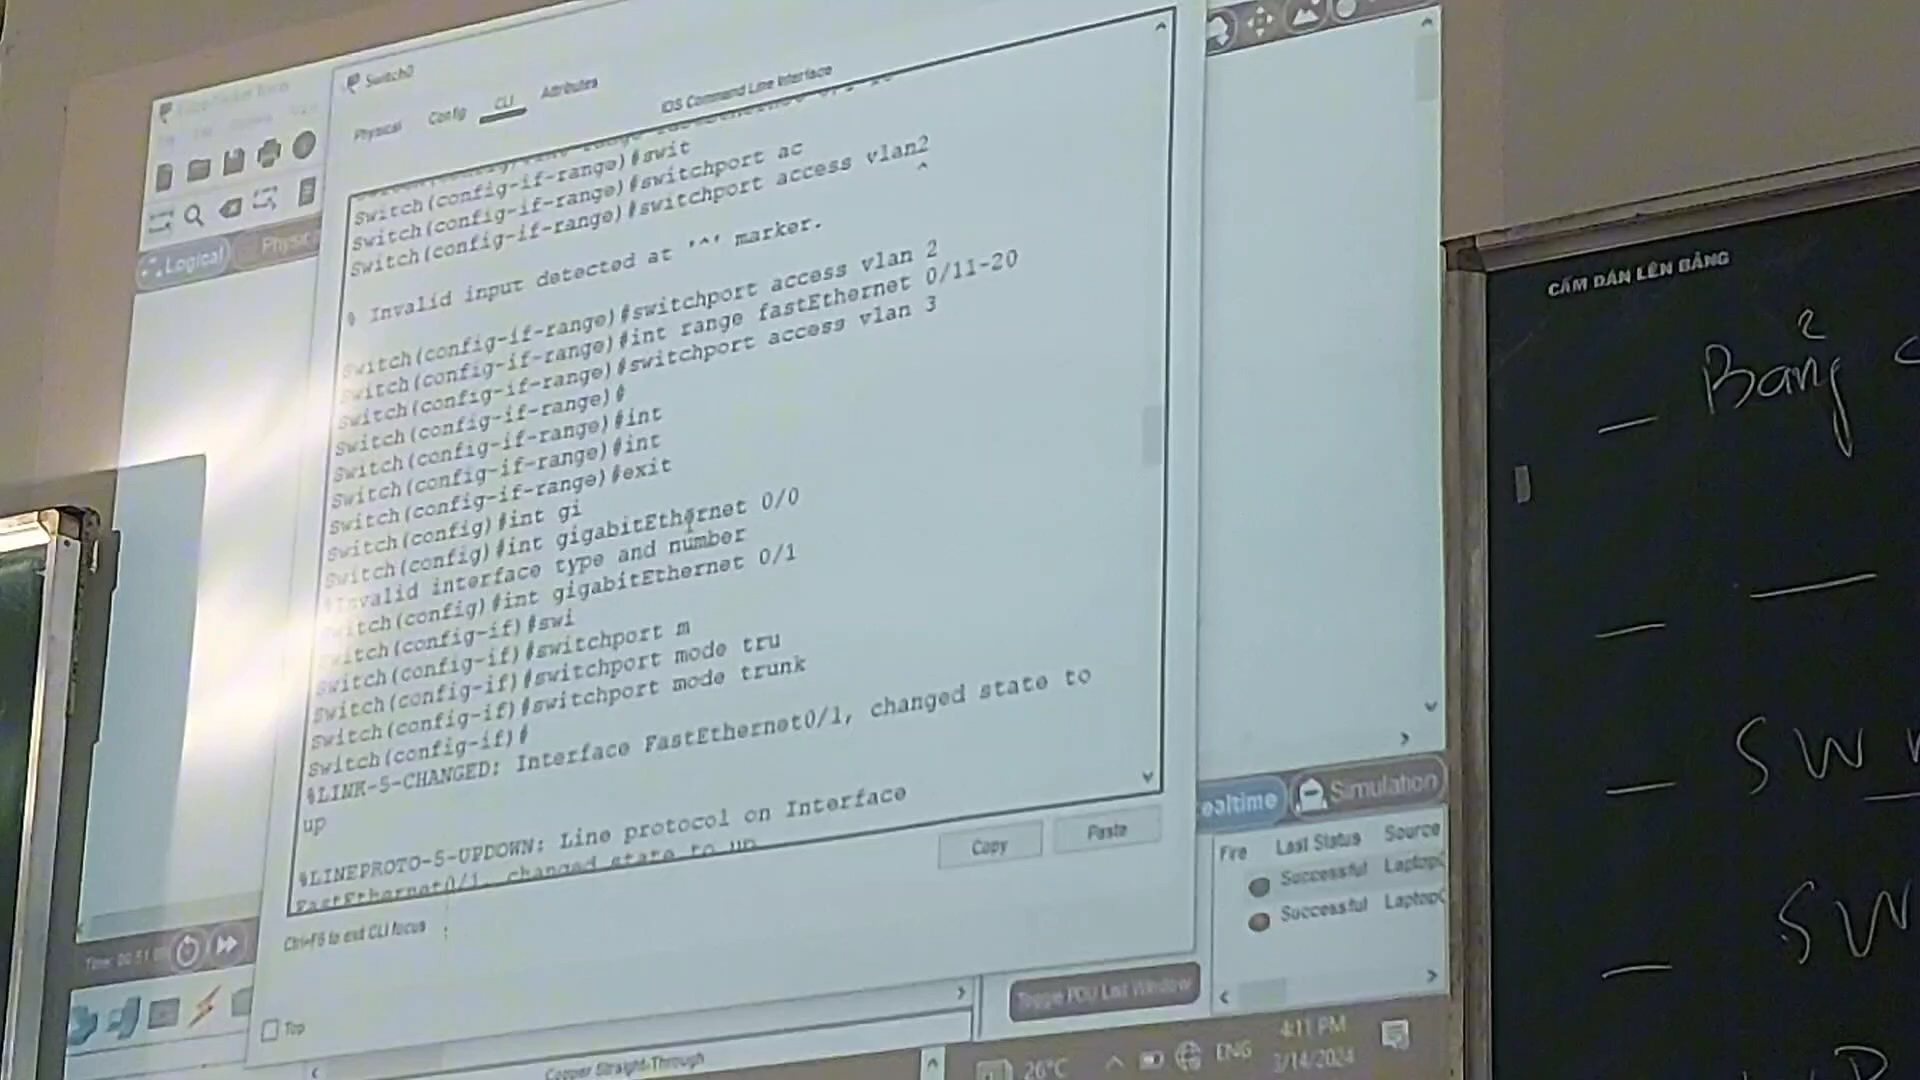 Switch0
Physical
Config
CLI
Attributes
IOS Command Line Interface
Switch(config-if-range)#swit
Switch(config-if-range)#switchport ac
Switch(config-if-range)#switchport access vlan2
^
% Invalid input detected at '^' marker.
Switch(config-if-range)#switchport access vlan 2
Switch(config-if-range)#int range fastEthernet 0/11-20
Switch(config-if-range)#switchport access vlan 3
Switch(config-if-range)#
Switch(config-if-range)#int
Switch(config-if-range)#int
Switch(config-if-range)#exit
Switch(config)#int gi
Switch(config)#int gigabitEthernet 0/0
%Invalid interface type and number
Switch(config)#int gigabitEthernet 0/1
Switch(config-if)#swi
Switch(config-if)#switchport m
Switch(config-if)#switchport mode tru
Switch(config-if)#switchport mode trunk
Switch(config-if)#
%LINK-5-CHANGED: Interface FastEthernet0/1, changed state to
up
%LINEPROTO-5-UPDOWN: Line protocol on Interface
FastEthernet0/1, changed state to up
Ctrl+F6 to exit CLI focus
Copy
Paste
Top
Logical
Realtime
Simulation
Fire Last Status Source
Successful
Successful
Toggle PDU List Window
Copper Straight-Through
26°C
ENG
4:11 PM
3/14/2024
CẤM DÁN LÊN BẢNG
Bảng
SW
SW